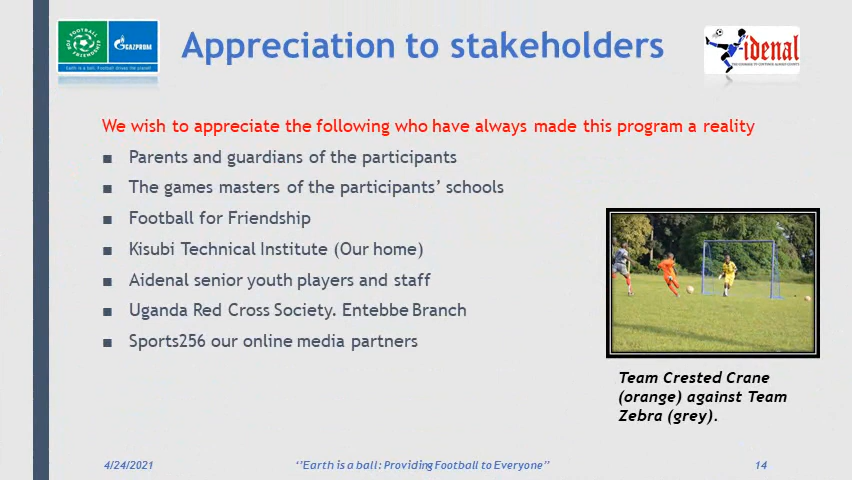 FOOTBALL FOR FRIENDSHIP
GAZPROM
Earth is a ball. Football drives the planet!
Appreciation to stakeholders
idenal
We wish to appreciate the following who have always made this program a reality
▪ Parents and guardians of the participants
▪ The games masters of the participants’ schools
▪ Football for Friendship
▪ Kisubi Technical Institute (Our home)
▪ Aidenal senior youth players and staff
▪ Uganda Red Cross Society. Entebbe Branch
▪ Sports256 our online media partners
Team Crested Crane
(orange) against Team
Zebra (grey).
4/24/2021
‘’Earth is a ball: Providing Football to Everyone’’
14